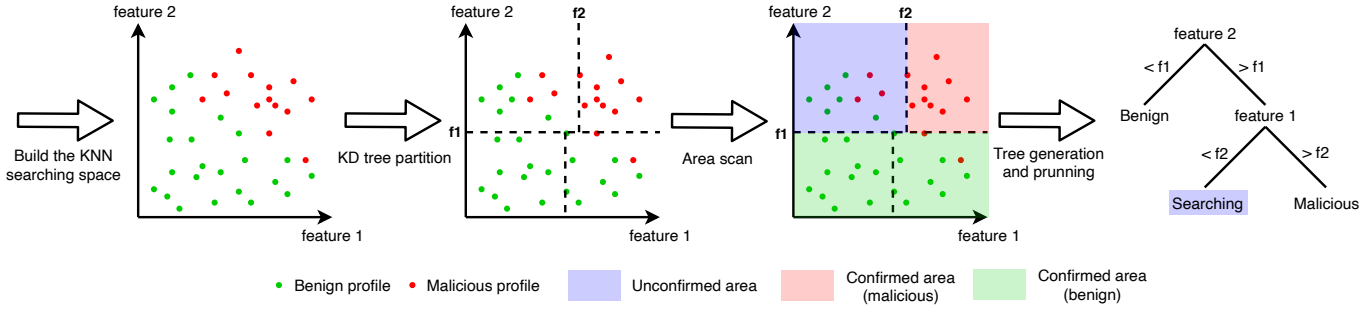 Build the KNN
searching space
feature 2
feature 1
KD tree partition
feature 2
f2
f1
feature 1
Area scan
feature 2
f2
f1
feature 1
Tree generation
and prunning
feature 2
< f1
> f1
Benign
feature 1
< f2
> f2
Searching
Malicious
Benign profile
Malicious profile
Unconfirmed area
Confirmed area
(malicious)
Confirmed area
(benign)